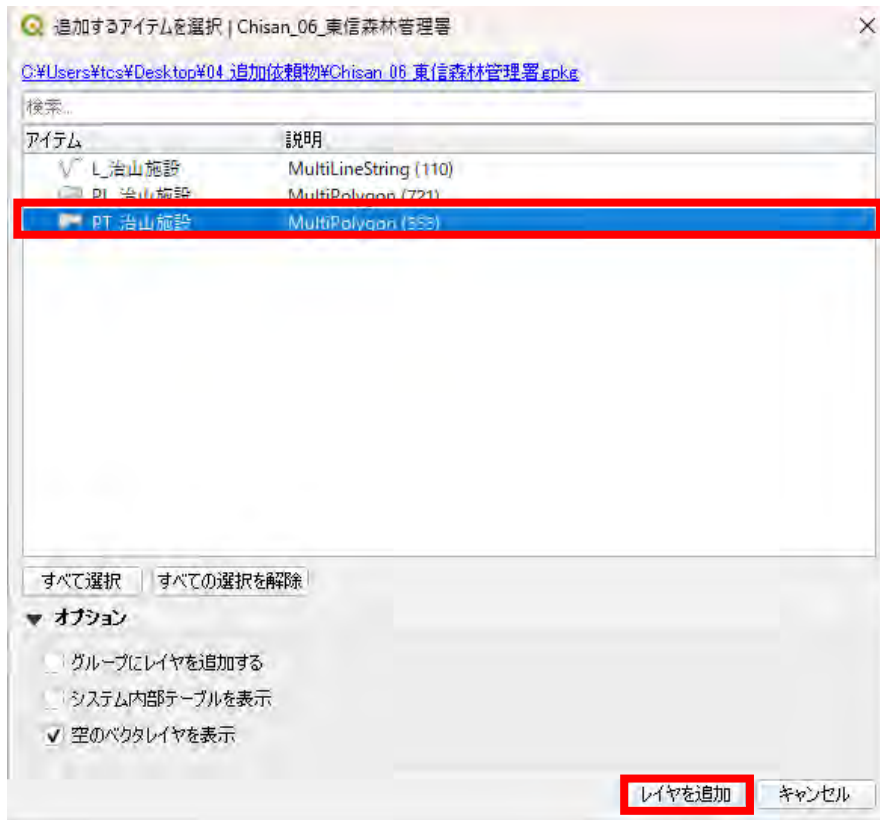 追加するアイテムを選択 | Chisan_06_東信森林管理署
C:¥Users¥tcs¥Desktop¥04_追加依頼物¥Chisan_06_東信森林管理署.gpkg
検索...
アイテム 説明
L_治山施設 MultiLineString (110)
PL_治山施設 MultiPolygon (721)
PT_治山施設 MultiPolygon
すべて選択 すべての選択を解除
▼ オプション
グループにレイヤを追加する
システム内部テーブルを表示
✓ 空のベクタレイヤを表示
レイヤを追加 キャンセル